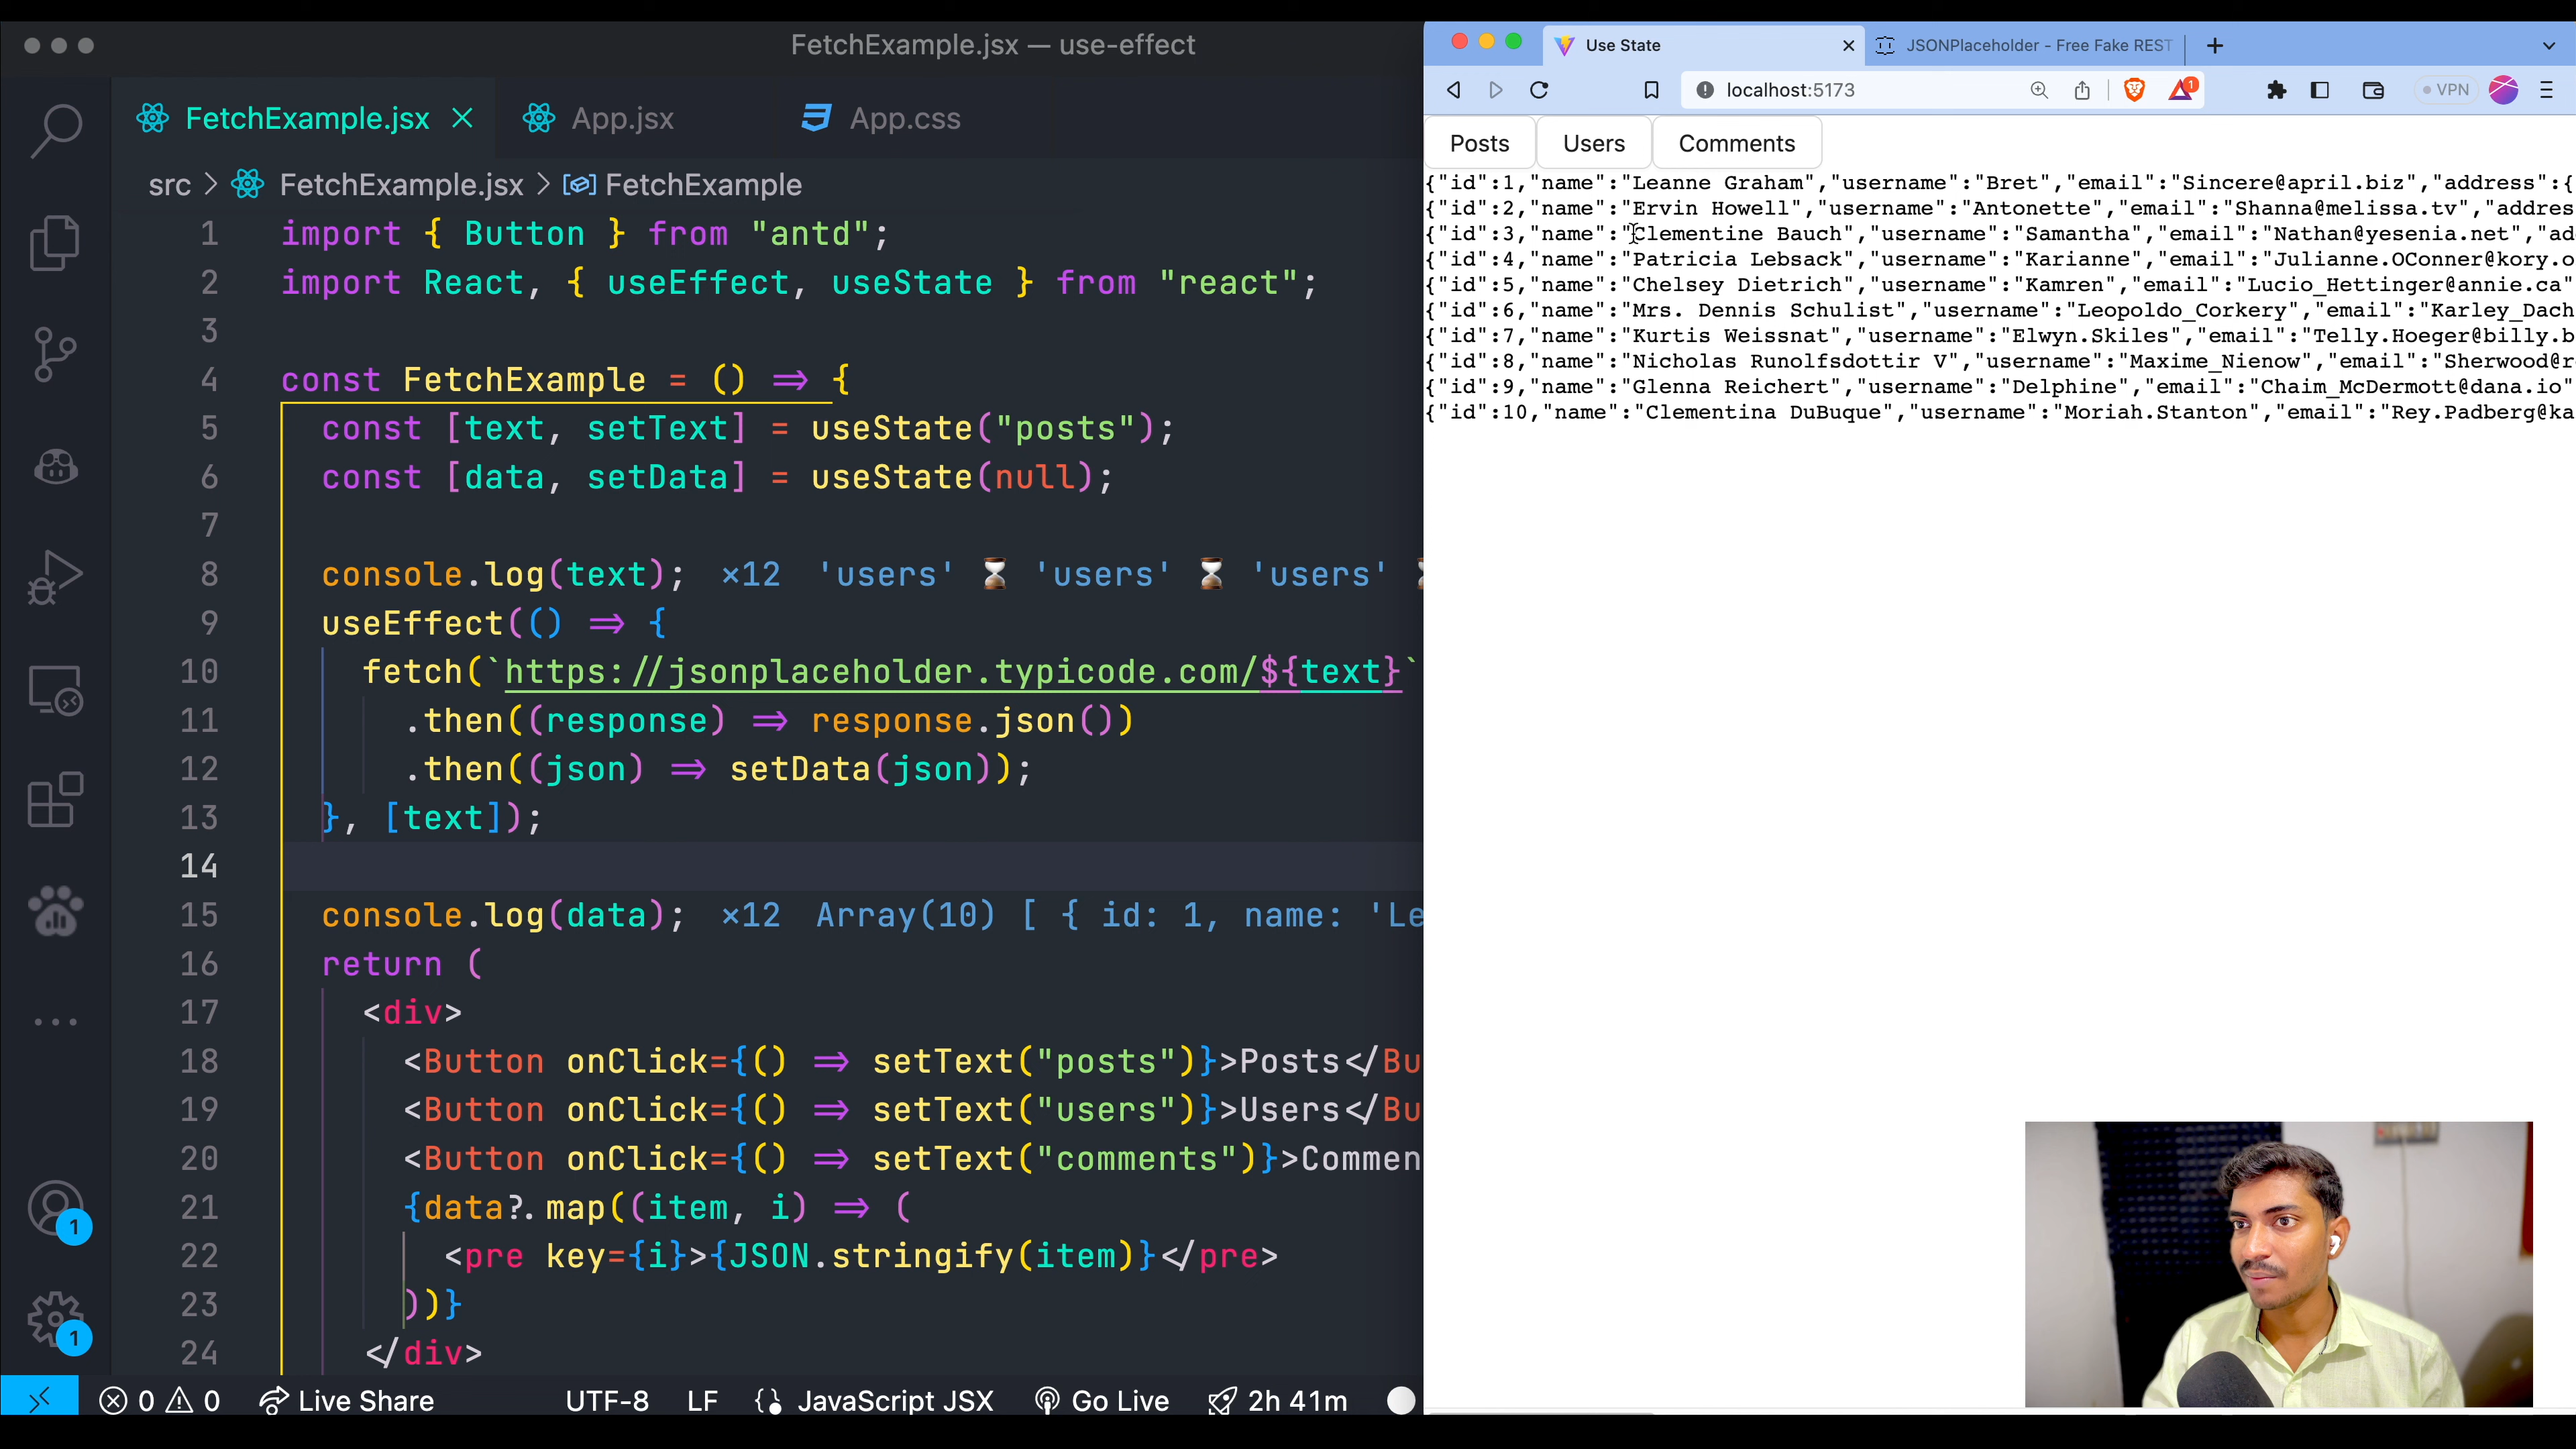 FetchExample.jsx — use-effect
FetchExample.jsx
App.jsx
App.css
src > FetchExample.jsx > FetchExample
1 import { Button } from "antd";
2 import React, { useEffect, useState } from "react";
3
4 const FetchExample = () => {
5 const [text, setText] = useState("posts");
6 const [data, setData] = useState(null);
7
8 console.log(text); ×12 'users' ⏳ 'users' ⏳ 'users' ⏳
9 useEffect(() => {
10 fetch(`https://jsonplaceholder.typicode.com/${text}`
11 .then((response) => response.json())
12 .then((json) => setData(json));
13 }, [text]);
14
15 console.log(data); ×12 Array(10) [ { id: 1, name: 'Le
16 return (
17 <div>
18 <Button onClick={() => setText("posts")}>Posts</Bu
19 <Button onClick={() => setText("users")}>Users</Bu
20 <Button onClick={() => setText("comments")}>Commen
21 {data?.map((item, i) => (
22 <pre key={i}>{JSON.stringify(item)}</pre>
23 ))}
24 </div>
1
1
0 0 Live Share UTF-8 LF JavaScript JSX Go Live 2h 41m
Use State
JSONPlaceholder - Free Fake REST
localhost:5173
1
VPN
Posts Users Comments
{"id":1,"name":"Leanne Graham","username":"Bret","email":"Sincere@april.biz","address":{
{"id":2,"name":"Ervin Howell","username":"Antonette","email":"Shanna@melissa.tv","addres
{"id":3,"name":"Clementine Bauch","username":"Samantha","email":"Nathan@yesenia.net","ad
{"id":4,"name":"Patricia Lebsack","username":"Karianne","email":"Julianne.OConner@kory.o
{"id":5,"name":"Chelsey Dietrich","username":"Kamren","email":"Lucio_Hettinger@annie.ca"
{"id":6,"name":"Mrs. Dennis Schulist","username":"Leopoldo_Corkery","email":"Karley_Dach
{"id":7,"name":"Kurtis Weissnat","username":"Elwyn.Skiles","email":"Telly.Hoeger@billy.b
{"id":8,"name":"Nicholas Runolfsdottir V","username":"Maxime_Nienow","email":"Sherwood@r
{"id":9,"name":"Glenna Reichert","username":"Delphine","email":"Chaim_McDermott@dana.io"
{"id":10,"name":"Clementina DuBuque","username":"Moriah.Stanton","email":"Rey.Padberg@ka